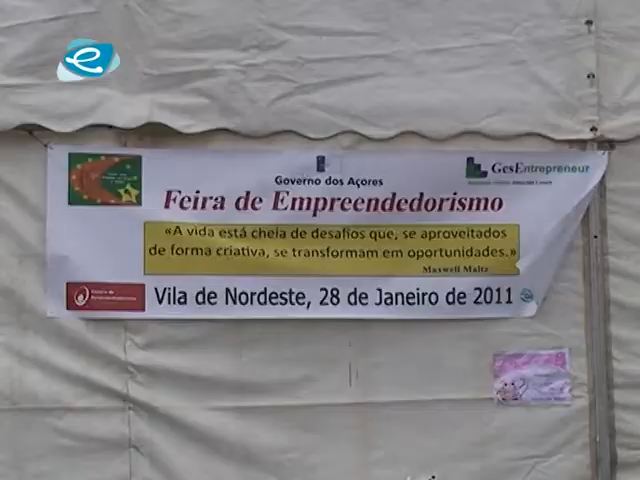 e
Governo dos Açores
GesEntrepreneur
Feira de Empreendedorismo
«A vida está cheia de desafios que, se aproveitados
de forma criativa, se transformam em oportunidades.»
Maxwell Maltz
Vila de Nordeste, 28 de Janeiro de 2011